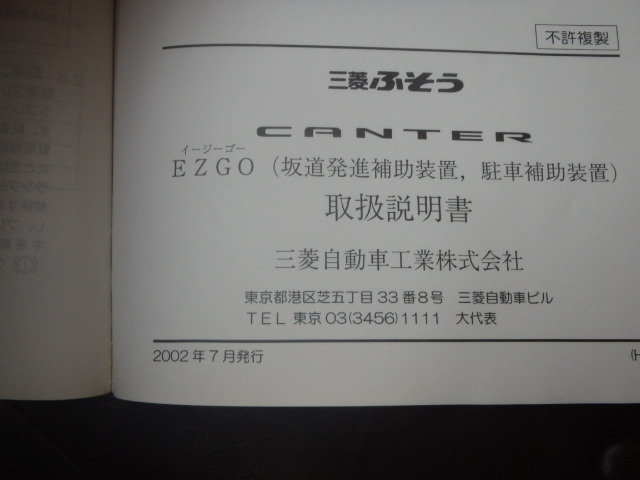 不許複製
三菱ふそう
CANTER
イージーゴー
EZGO（坂道発進補助装置，駐車補助装置）
取扱説明書
三菱自動車工業株式会社
東京都港区芝五丁目33番8号　三菱自動車ビル
TEL 東京03(3456)1111　大代表
2002年7月発行
(H